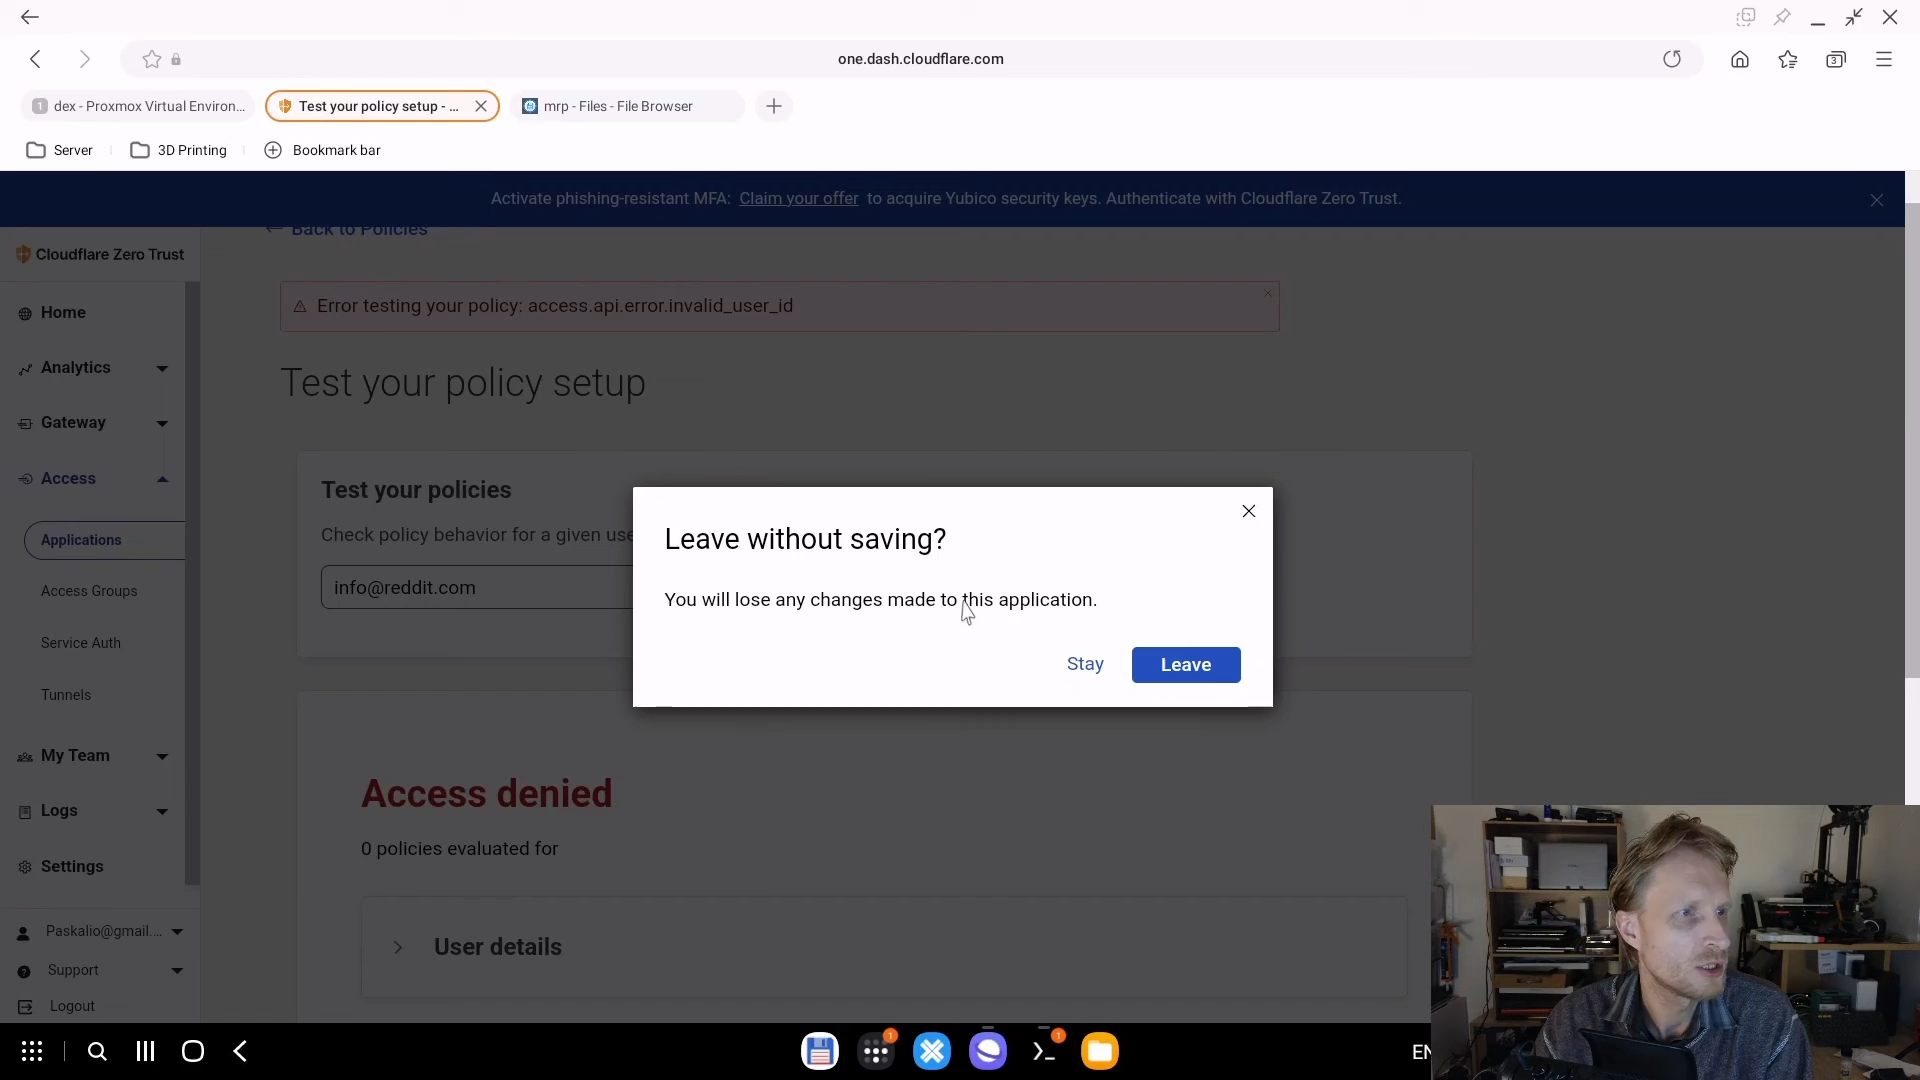 one.dash.cloudflare.com
3
1 dex - Proxmox Virtual Environ...
Test your policy setup - ...
mrp - Files - File Browser
Server
3D Printing
Bookmark bar
Activate phishing-resistant MFA: Claim your offer to acquire Yubico security keys. Authenticate with Cloudflare Zero Trust.
← Back to Policies
Cloudflare Zero Trust
Home
Analytics
Gateway
Access
Applications
Access Groups
Service Auth
Tunnels
My Team
Logs
Settings
Paskalio@gmail....
Support
Logout
Error testing your policy: access.api.error.invalid_user_id
Test your policy setup
Test your policies
Check policy behavior for a given use
info@reddit.com
Leave without saving?
You will lose any changes made to this application.
Stay
Leave
Access denied
0 policies evaluated for
User details
1
1
EN